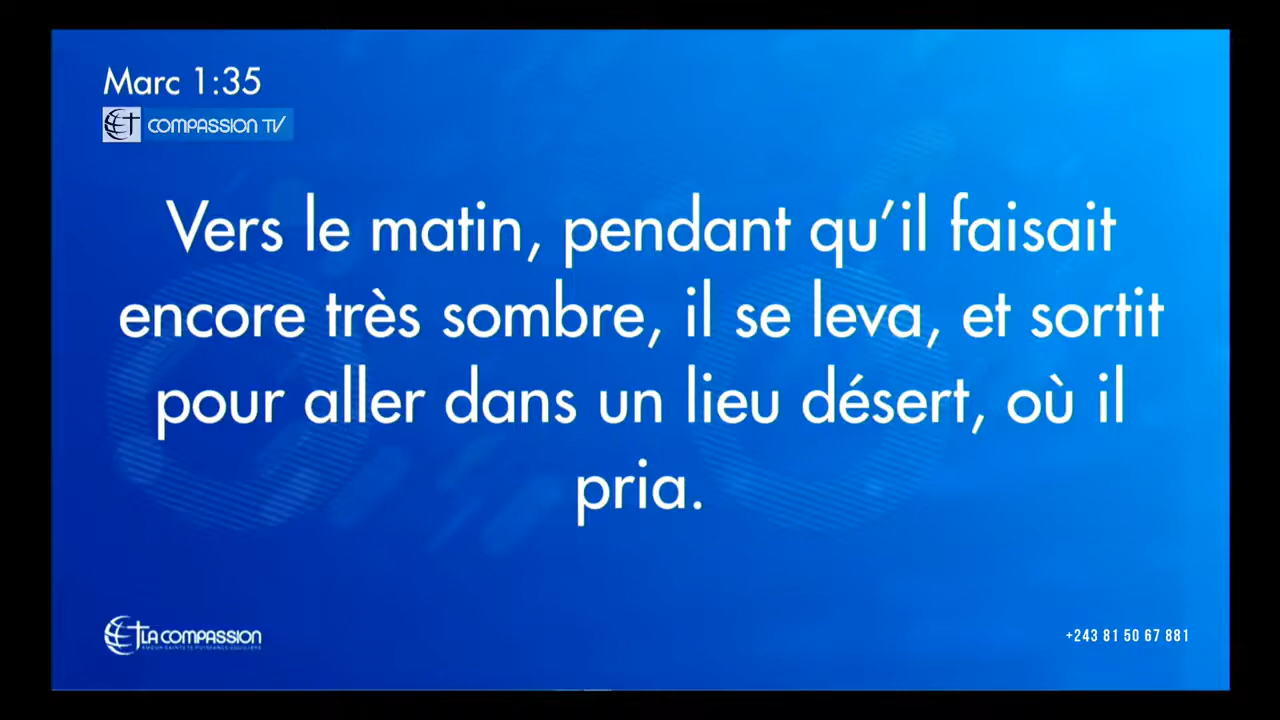 Marc 1:35
COMPASSION TV
Vers le matin, pendant qu’il faisait
encore très sombre, il se leva, et sortit
pour aller dans un lieu désert, où il
pria.
LA COMPASSION
+243 81 50 67 881